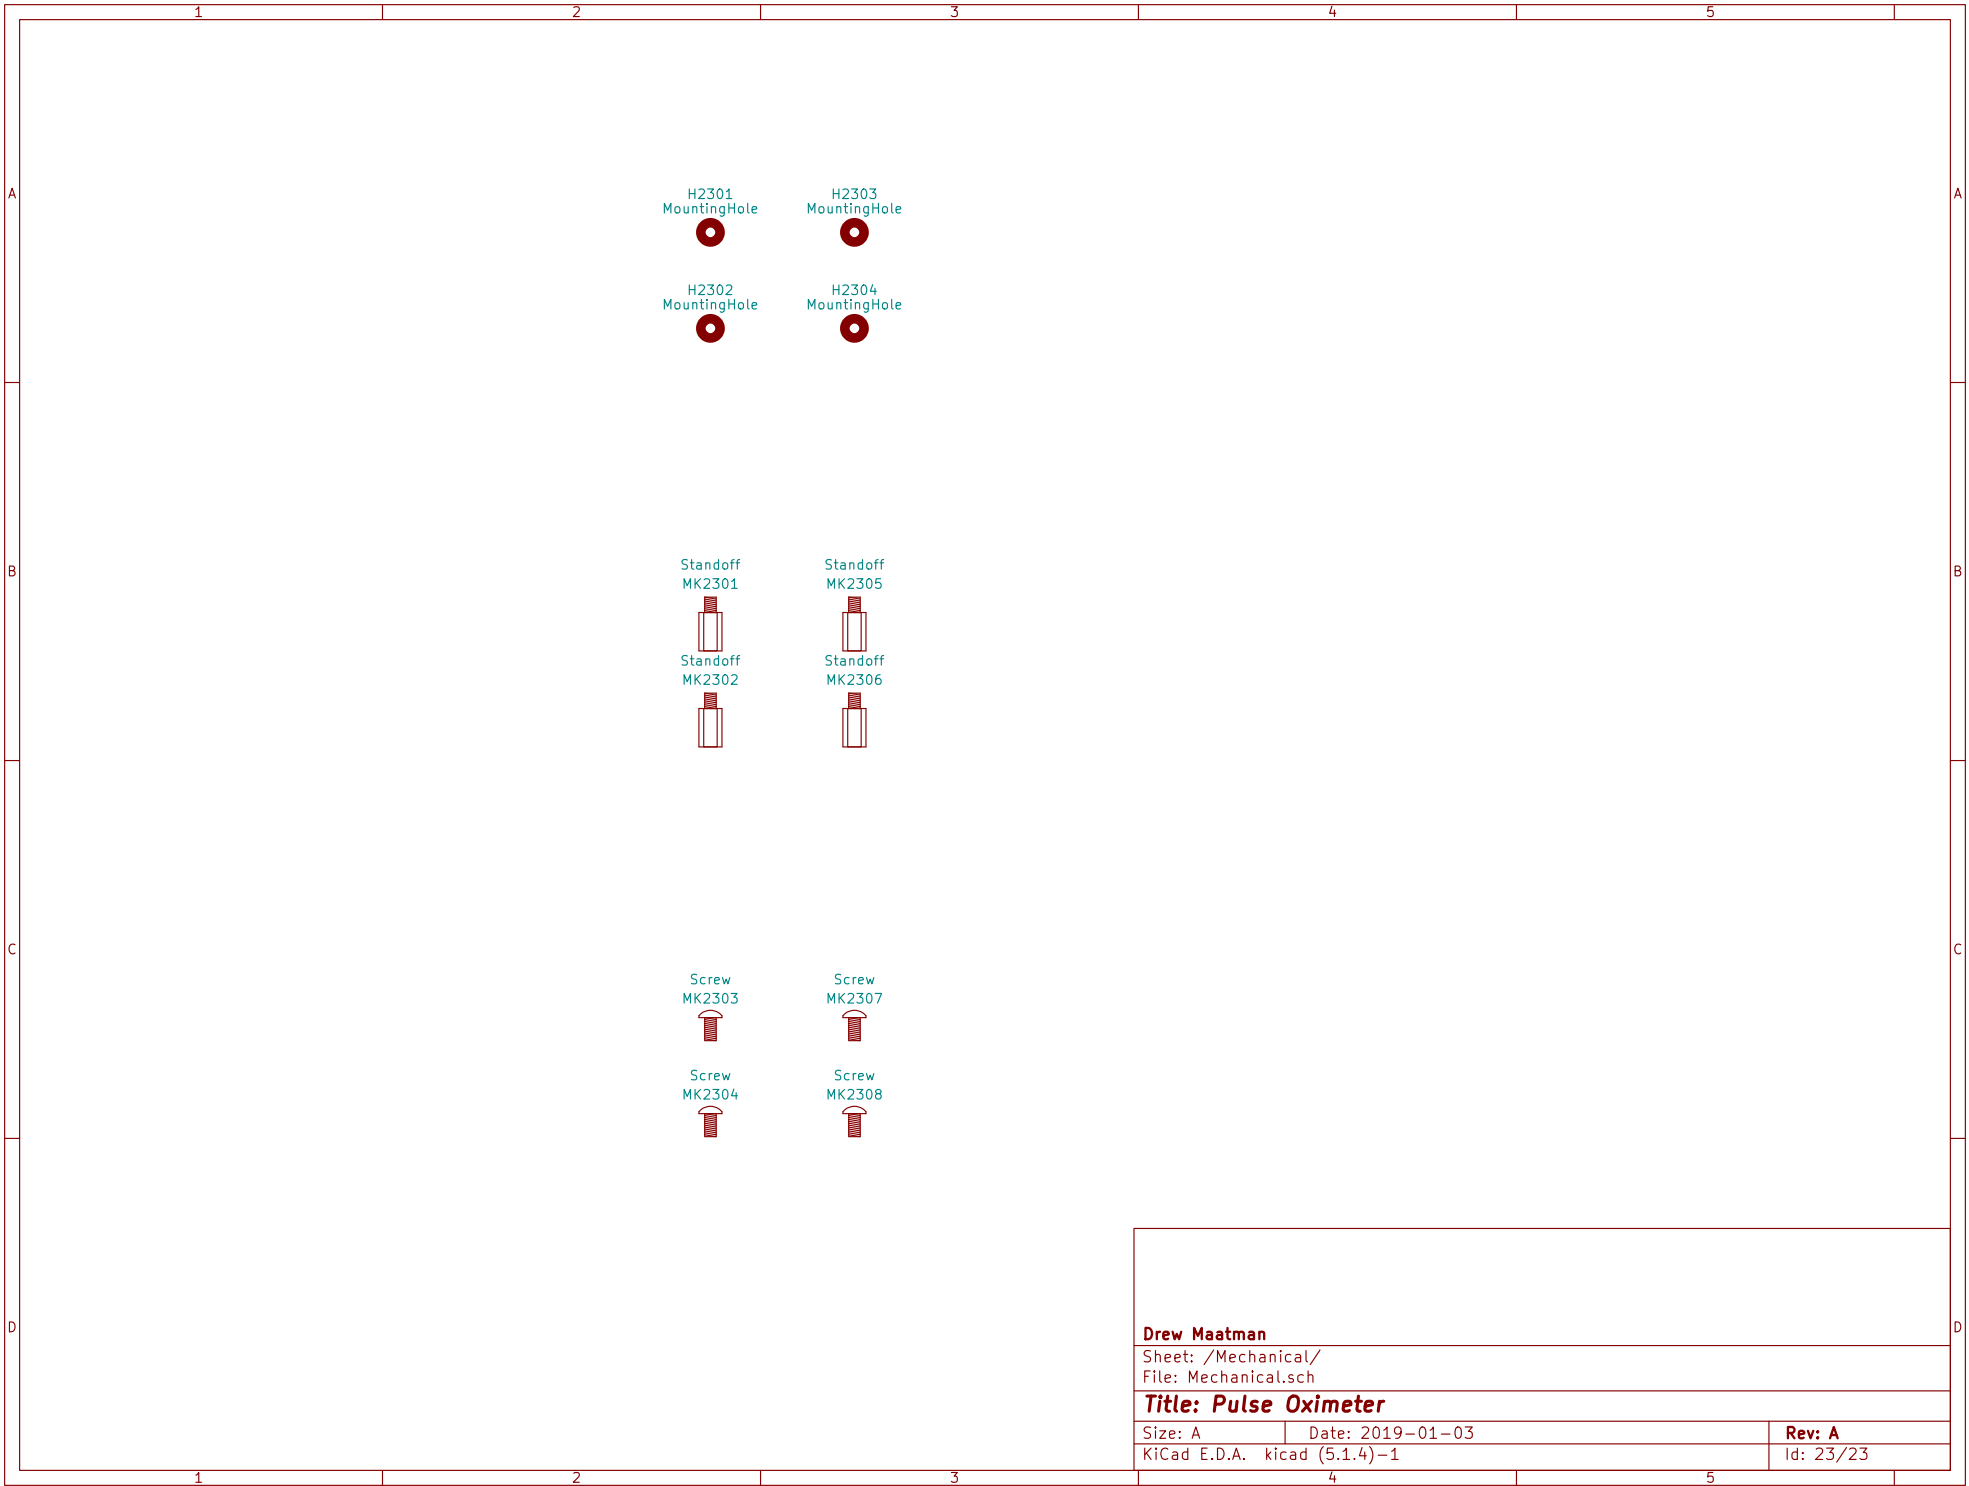 1 2 3 4 5
A A
H2301 H2303
MountingHole MountingHole
H2302 H2304
MountingHole MountingHole
B B
Standoff Standoff
MK2301 MK2305
Standoff Standoff
MK2302 MK2306
C C
Screw Screw
MK2303 MK2307
Screw Screw
MK2304 MK2308
D D
Drew Maatman
Sheet: /Mechanical/
File: Mechanical.sch
Title: Pulse Oximeter
Size: A Date: 2019-01-03 Rev: A
KiCad E.D.A. kicad (5.1.4)-1 Id: 23/23
1 2 3 4 5